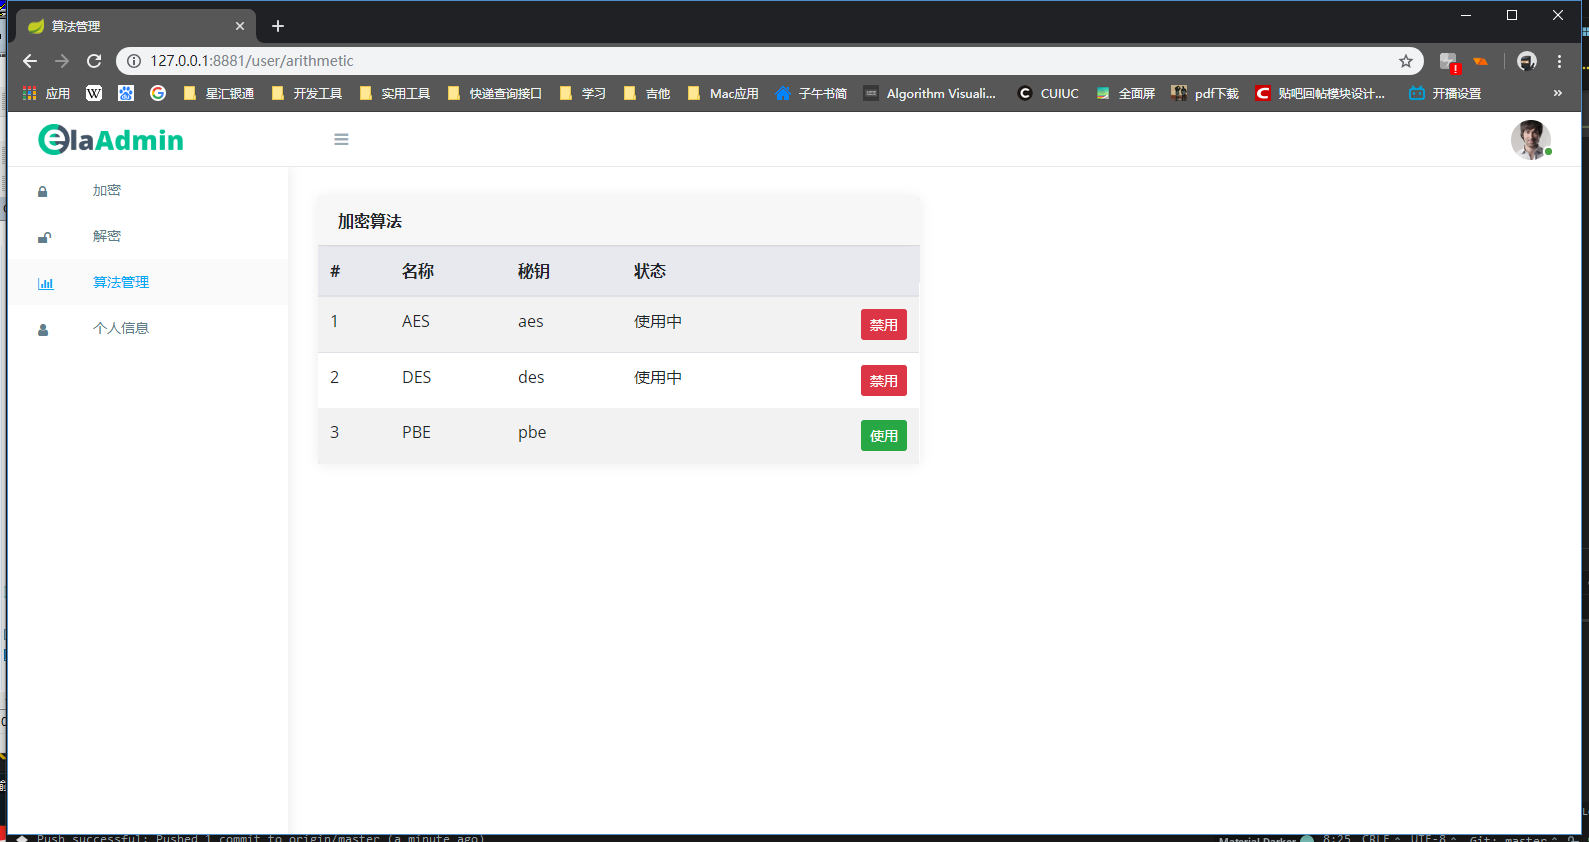 算法管理
127.0.0.1:8881/user/arithmetic
应用 星汇银通 开发工具 实用工具 快递查询接口 学习 吉他 Mac应用 子午书简 Algorithm Visuali... CUIUC 全面屏 pdf下载 贴吧回帖模块设计... 开播设置 »
elaAdmin
加密
解密
算法管理
个人信息
加密算法
# 名称 秘钥 状态
1 AES aes 使用中 禁用
2 DES des 使用中 禁用
3 PBE pbe 使用
Push successful: Pushed 1 commit to origin/master (a minute ago) Material Darker 8:25 CRLF UTF-8 Git: master